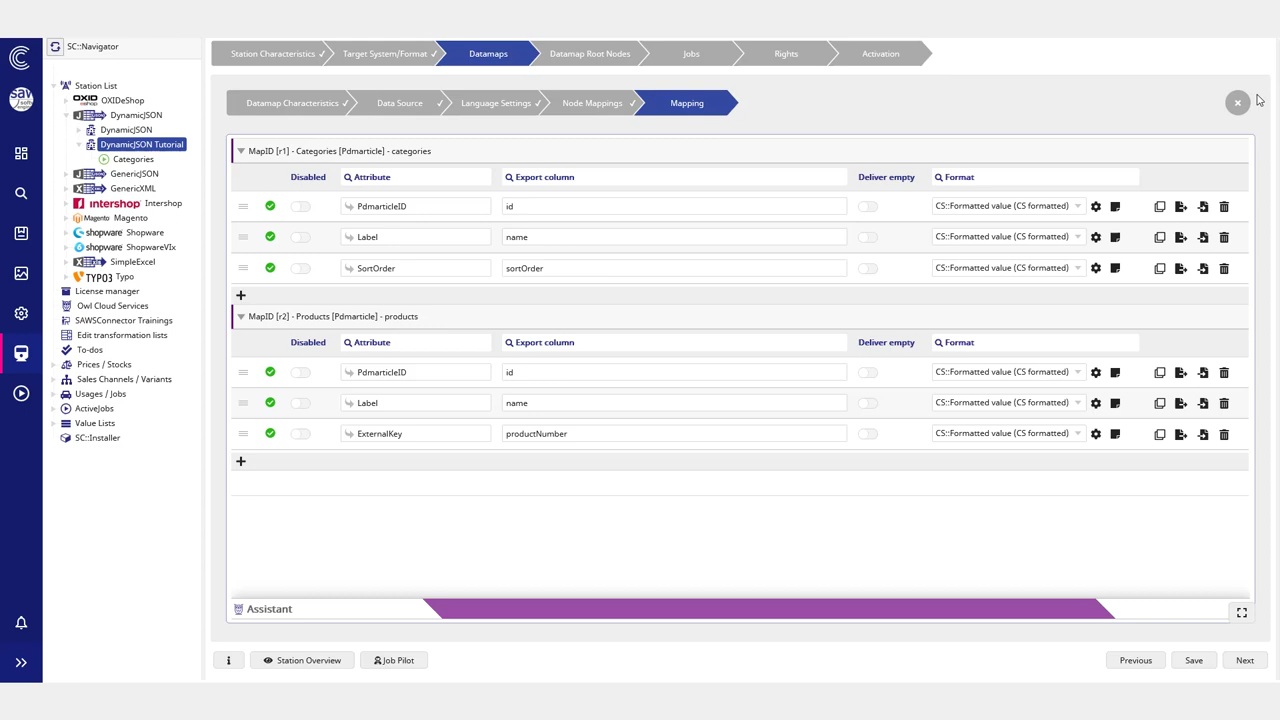 SC::Navigator
Station List
OXID eShop OXIDeShop
DynamicJSON
DynamicJSON
DynamicJSON Tutorial
Categories
GenericJSON
GenericXML
intershop Intershop
Magento Magento
shopware Shopware
shopware ShopwareVIx
SimpleExcel
TYPO3 Typo
License manager
Owl Cloud Services
SAWSConnector Trainings
Edit transformation lists
To-dos
Prices / Stocks
Sales Channels / Variants
Usages / Jobs
ActiveJobs
Value Lists
SC::Installer
Station Characteristics ✓ Target System/Format ✓ Datamaps Datamap Root Nodes Jobs Rights Activation
Datamap Characteristics ✓ Data Source ✓ Language Settings ✓ Node Mappings ✓ Mapping
MapID [r1] - Categories [Pdmarticle] - categories
Disabled Attribute Export column Deliver empty Format
PdmarticleID id CS::Formatted value (CS formatted)
Label name CS::Formatted value (CS formatted)
SortOrder sortOrder CS::Formatted value (CS formatted)
MapID [r2] - Products [Pdmarticle] - products
Disabled Attribute Export column Deliver empty Format
PdmarticleID id CS::Formatted value (CS formatted)
Label name CS::Formatted value (CS formatted)
ExternalKey productNumber CS::Formatted value (CS formatted)
Assistant
Station Overview Job Pilot Previous Save Next